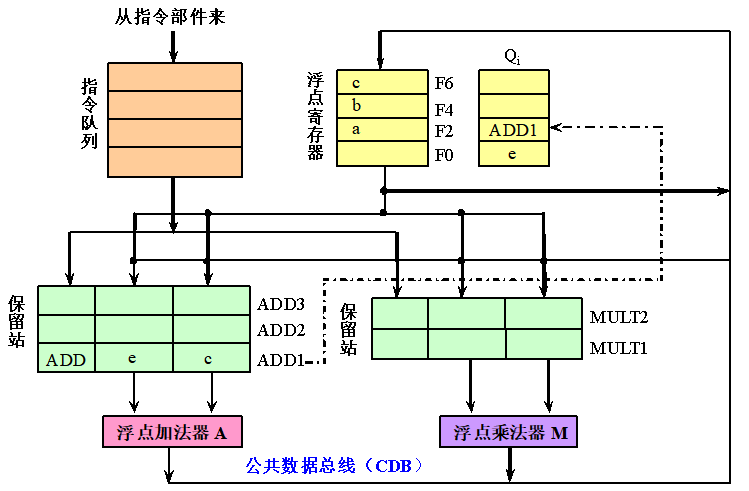 从指令部件来
指令队列
浮点寄存器
Qi
c F6
b F4
a F2 ADD1
F0 e
保留站
ADD3
ADD2
ADD e c ADD1
保留站
MULT2
MULT1
浮点加法器 A
浮点乘法器 M
公共数据总线（CDB）